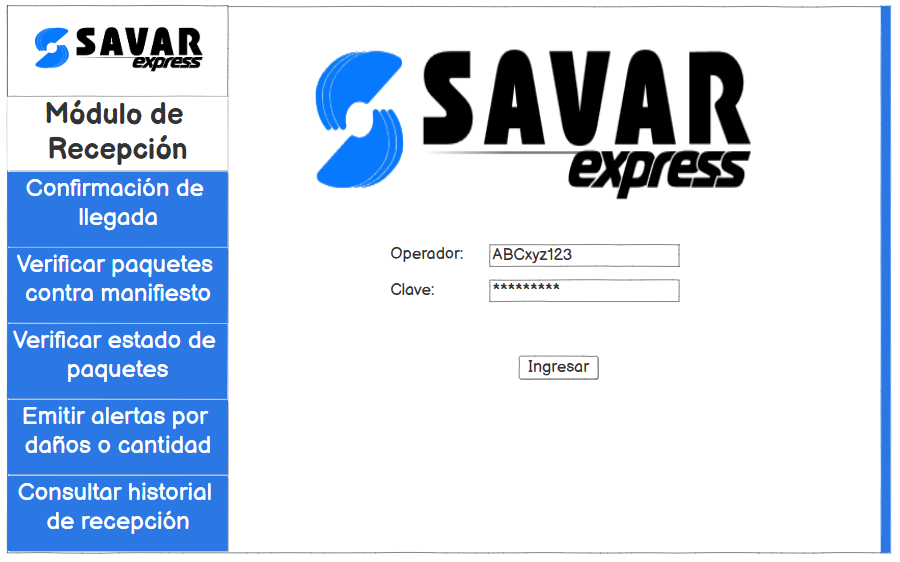 SAVAR
express
Módulo de
Recepción
Confirmación de
llegada
Verificar paquetes
contra manifiesto
Verificar estado de
paquetes
Emitir alertas por
daños o cantidad
Consultar historial
de recepción
SAVAR
express
Operador: ABCxyz123
Clave: *********
Ingresar